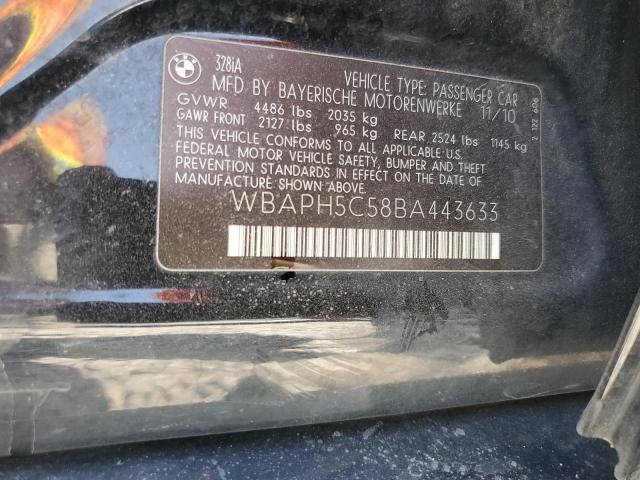 BMW
328iA VEHICLE TYPE: PASSENGER CAR
MFD BY BAYERISCHE MOTORENWERKE 11/10
GVWR 4486 lbs 2035 kg
GAWR FRONT 2127 lbs 965 kg REAR 2524 lbs 1145 kg
THIS VEHICLE CONFORMS TO ALL APPLICABLE U.S.
FEDERAL MOTOR VEHICLE SAFETY, BUMPER AND THEFT
PREVENTION STANDARDS IN EFFECT ON THE DATE OF
MANUFACTURE SHOWN ABOVE.
WBAPH5C58BA443633